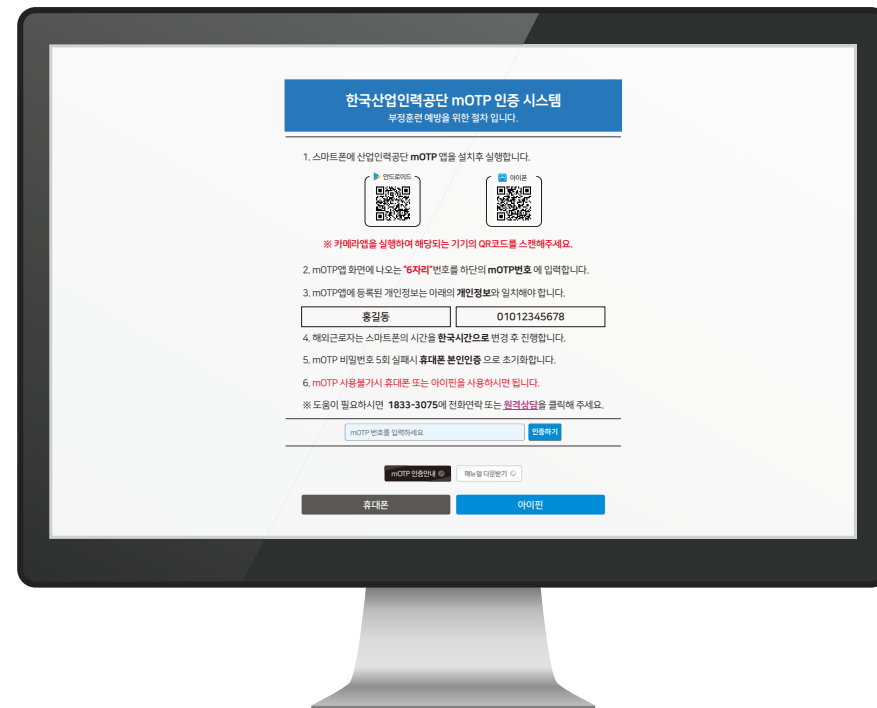 한국산업인력공단 mOTP 인증 시스템
부정훈련 예방을 위한 절차 입니다.
1. 스마트폰에 산업인력공단 mOTP 앱을 설치후 실행합니다.
안드로이드
아이폰
※ 카메라앱을 실행하여 해당되는 기기의 QR코드를 스캔해주세요.
2. mOTP앱 화면에 나오는 "6자리"번호를 하단의 mOTP번호 에 입력합니다.
3. mOTP앱에 등록된 개인정보는 아래의 개인정보와 일치해야 합니다.
홍길동
01012345678
4. 해외근로자는 스마트폰의 시간을 한국시간으로 변경 후 진행합니다.
5. mOTP 비밀번호 5회 실패시 휴대폰 본인인증 으로 초기화합니다.
6. mOTP 사용불가시 휴대폰 또는 아이핀을 사용하시면 됩니다.
※ 도움이 필요하시면 1833-3075에 전화연락 또는 원격상담을 클릭해 주세요.
mOTP 번호를 입력하세요
인증하기
mOTP 인증안내
매뉴얼 다운받기
휴대폰
아이핀